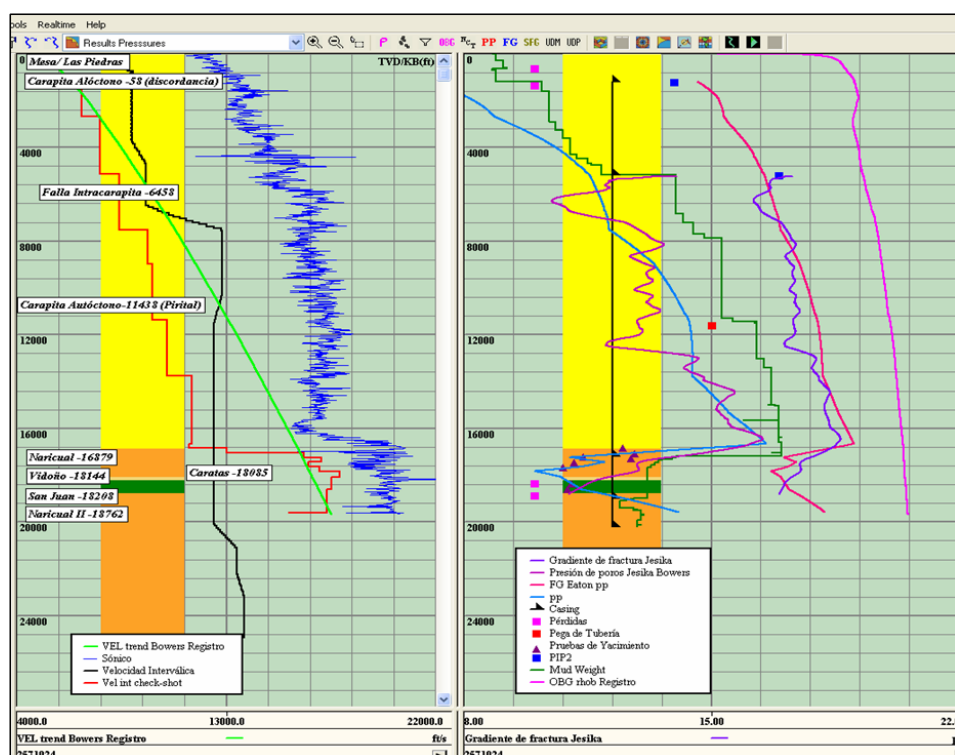 ools Realtime Help
Results Presssures
OBG
PP FG SFG UDM UDP
0
Mesa/ Las Piedras
TVD/KB(ft)
0
Carapita Alóctono -58 (discordancia)
4000
4000
Falla Intracarapita -6458
8000
8000
Carapita Autóctono-11438 (Pirital)
12000
12000
16000
16000
Naricual -16879
Vidoño -18144
Caratas -18085
San Juan -18208
Naricual II -18762
20000
20000
24000
24000
VEL trend Bowers Registro
Sónico
Velocidad Interválica
Vel int check-shot
Gradiente de fractura Jesika
Presión de poros Jesika Bowers
FG Eaton pp
pp
Casing
Pérdidas
Pega de Tubería
Pruebas de Yacimiento
PIP2
Mud Weight
OBG rhob Registro
4000.0 13000.0 22000.0
8.00 15.00 22.0
VEL trend Bowers Registro ft/s
Gradiente de fractura Jesika